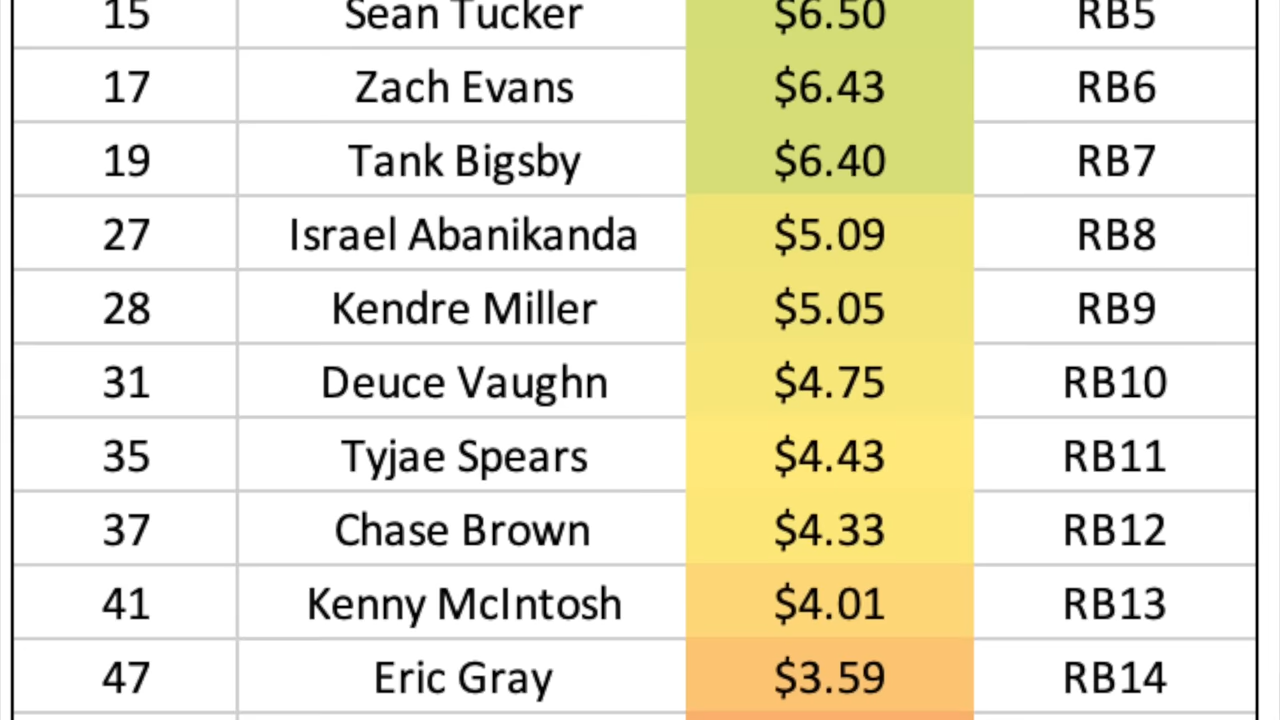 15 Sean Tucker $6.50 RB5
17 Zach Evans $6.43 RB6
19 Tank Bigsby $6.40 RB7
27 Israel Abanikanda $5.09 RB8
28 Kendre Miller $5.05 RB9
31 Deuce Vaughn $4.75 RB10
35 Tyjae Spears $4.43 RB11
37 Chase Brown $4.33 RB12
41 Kenny McIntosh $4.01 RB13
47 Eric Gray $3.59 RB14